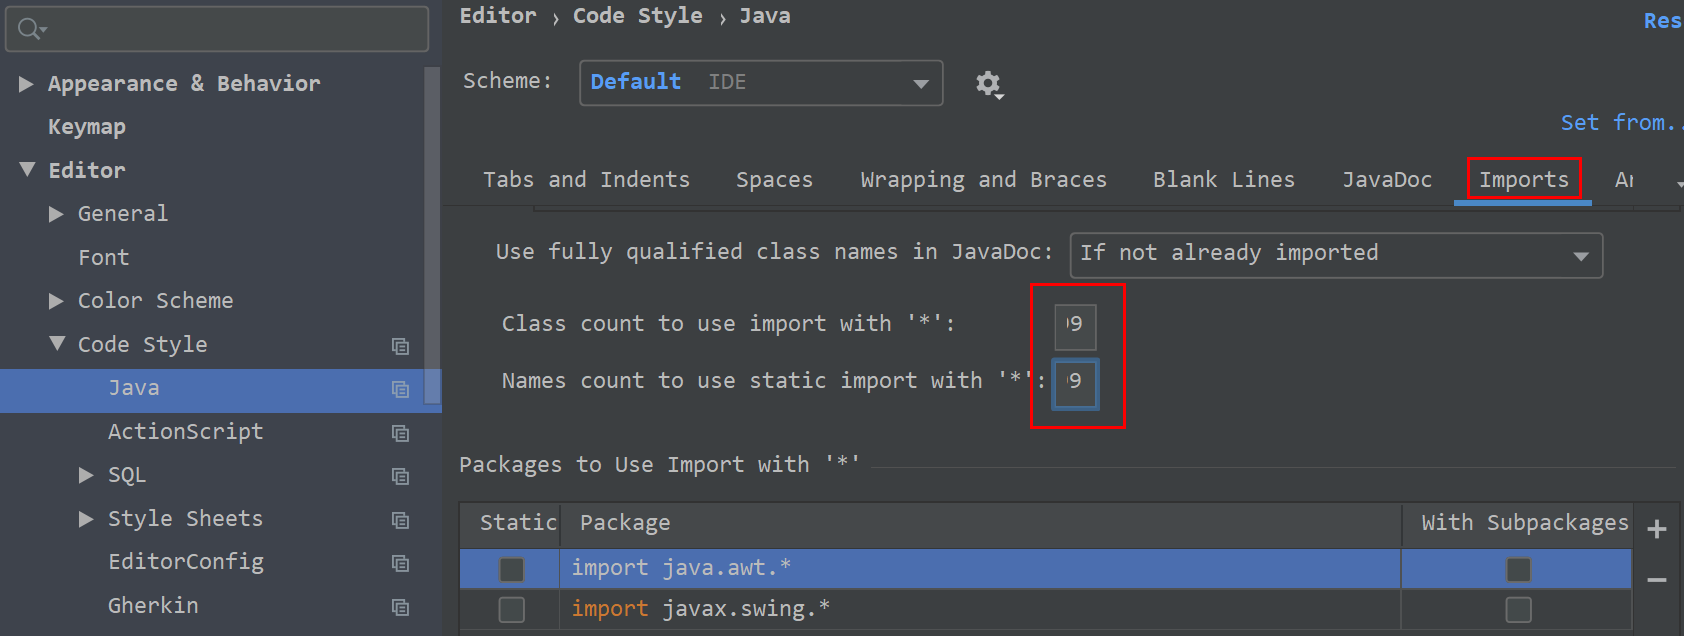 Editor › Code Style › Java
Res
Scheme: Default IDE
Set from..
Appearance & Behavior
Keymap
Editor
General
Font
Color Scheme
Code Style
Java
ActionScript
SQL
Style Sheets
EditorConfig
Gherkin
Tabs and Indents Spaces Wrapping and Braces Blank Lines JavaDoc Imports
Use fully qualified class names in JavaDoc: If not already imported
Class count to use import with '*': 9
Names count to use static import with '*': 9
Packages to Use Import with '*'
Static Package With Subpackages
import java.awt.*
import javax.swing.*